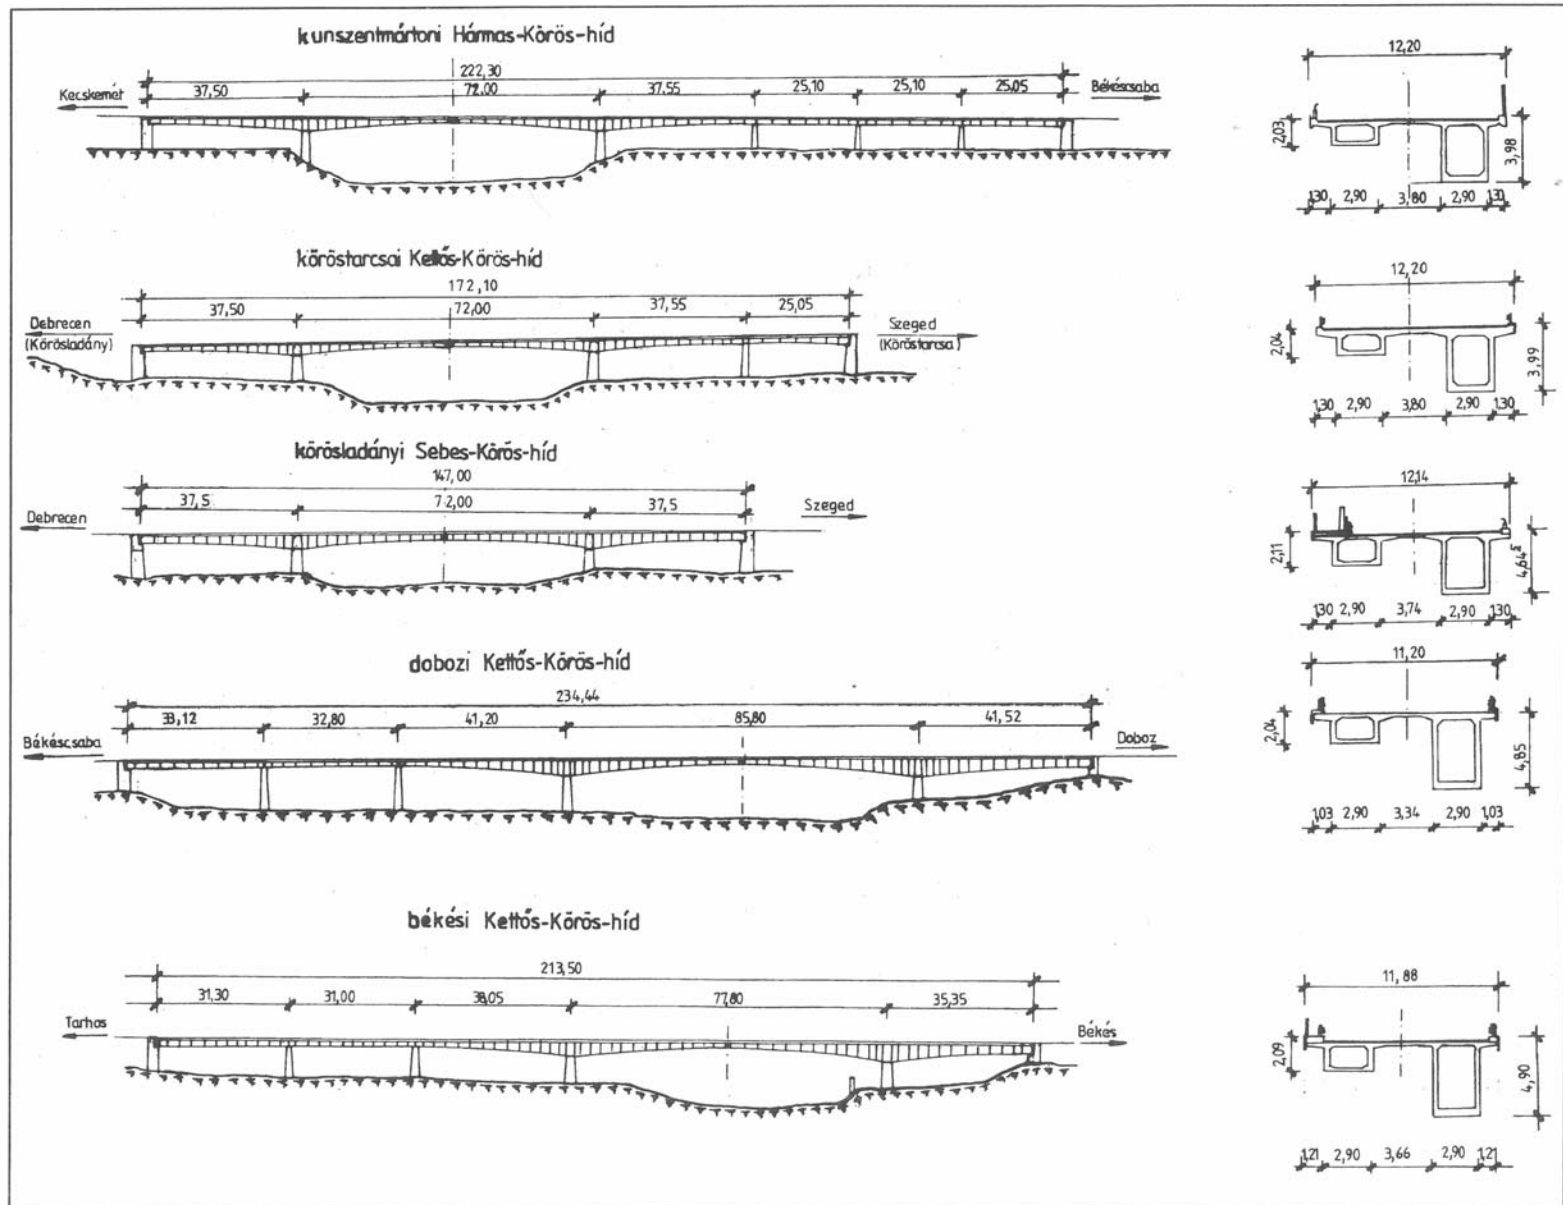 kunszentmártoni Hármas-Körös-híd
222,30
Kecskemét 37,50 72,00 37,55 25,10 25,10 25,05 Békéscsaba
12,20
2,03
3,98
1,30 2,90 3,80 2,90 1,30
köröstarcsai Kettős-Körös-híd
172,10
37,50 72,00 37,55 25,05
Debrecen
(Körösladány)
Szeged
(Köröstarcsa)
12,20
2,04
3,99
1,30 2,90 3,80 2,90 1,30
körösladányi Sebes-Körös-híd
147,00
37,5 72,00 37,5
Debrecen Szeged
12,14
2,11
4,64⁵
1,30 2,90 3,74 2,90 1,30
dobozi Kettős-Körös-híd
234,44
33,12 32,80 41,20 85,80 41,52
Békéscsaba Doboz
11,20
2,04
4,85
1,03 2,90 3,34 2,90 1,03
békési Kettős-Körös-híd
213,50
31,30 31,00 38,05 77,80 35,35
Tarhos Békés
11,88
2,09
4,90
1,21 2,90 3,66 2,90 1,21